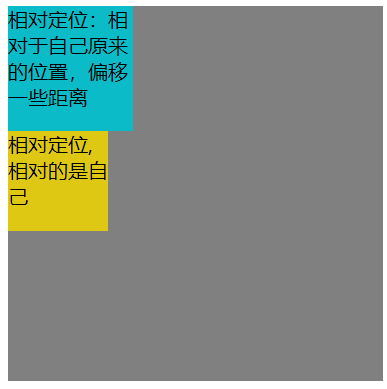 相对定位：相
对于自己原来
的位置，偏移
一些距离
相对定位,
相对的是自
己